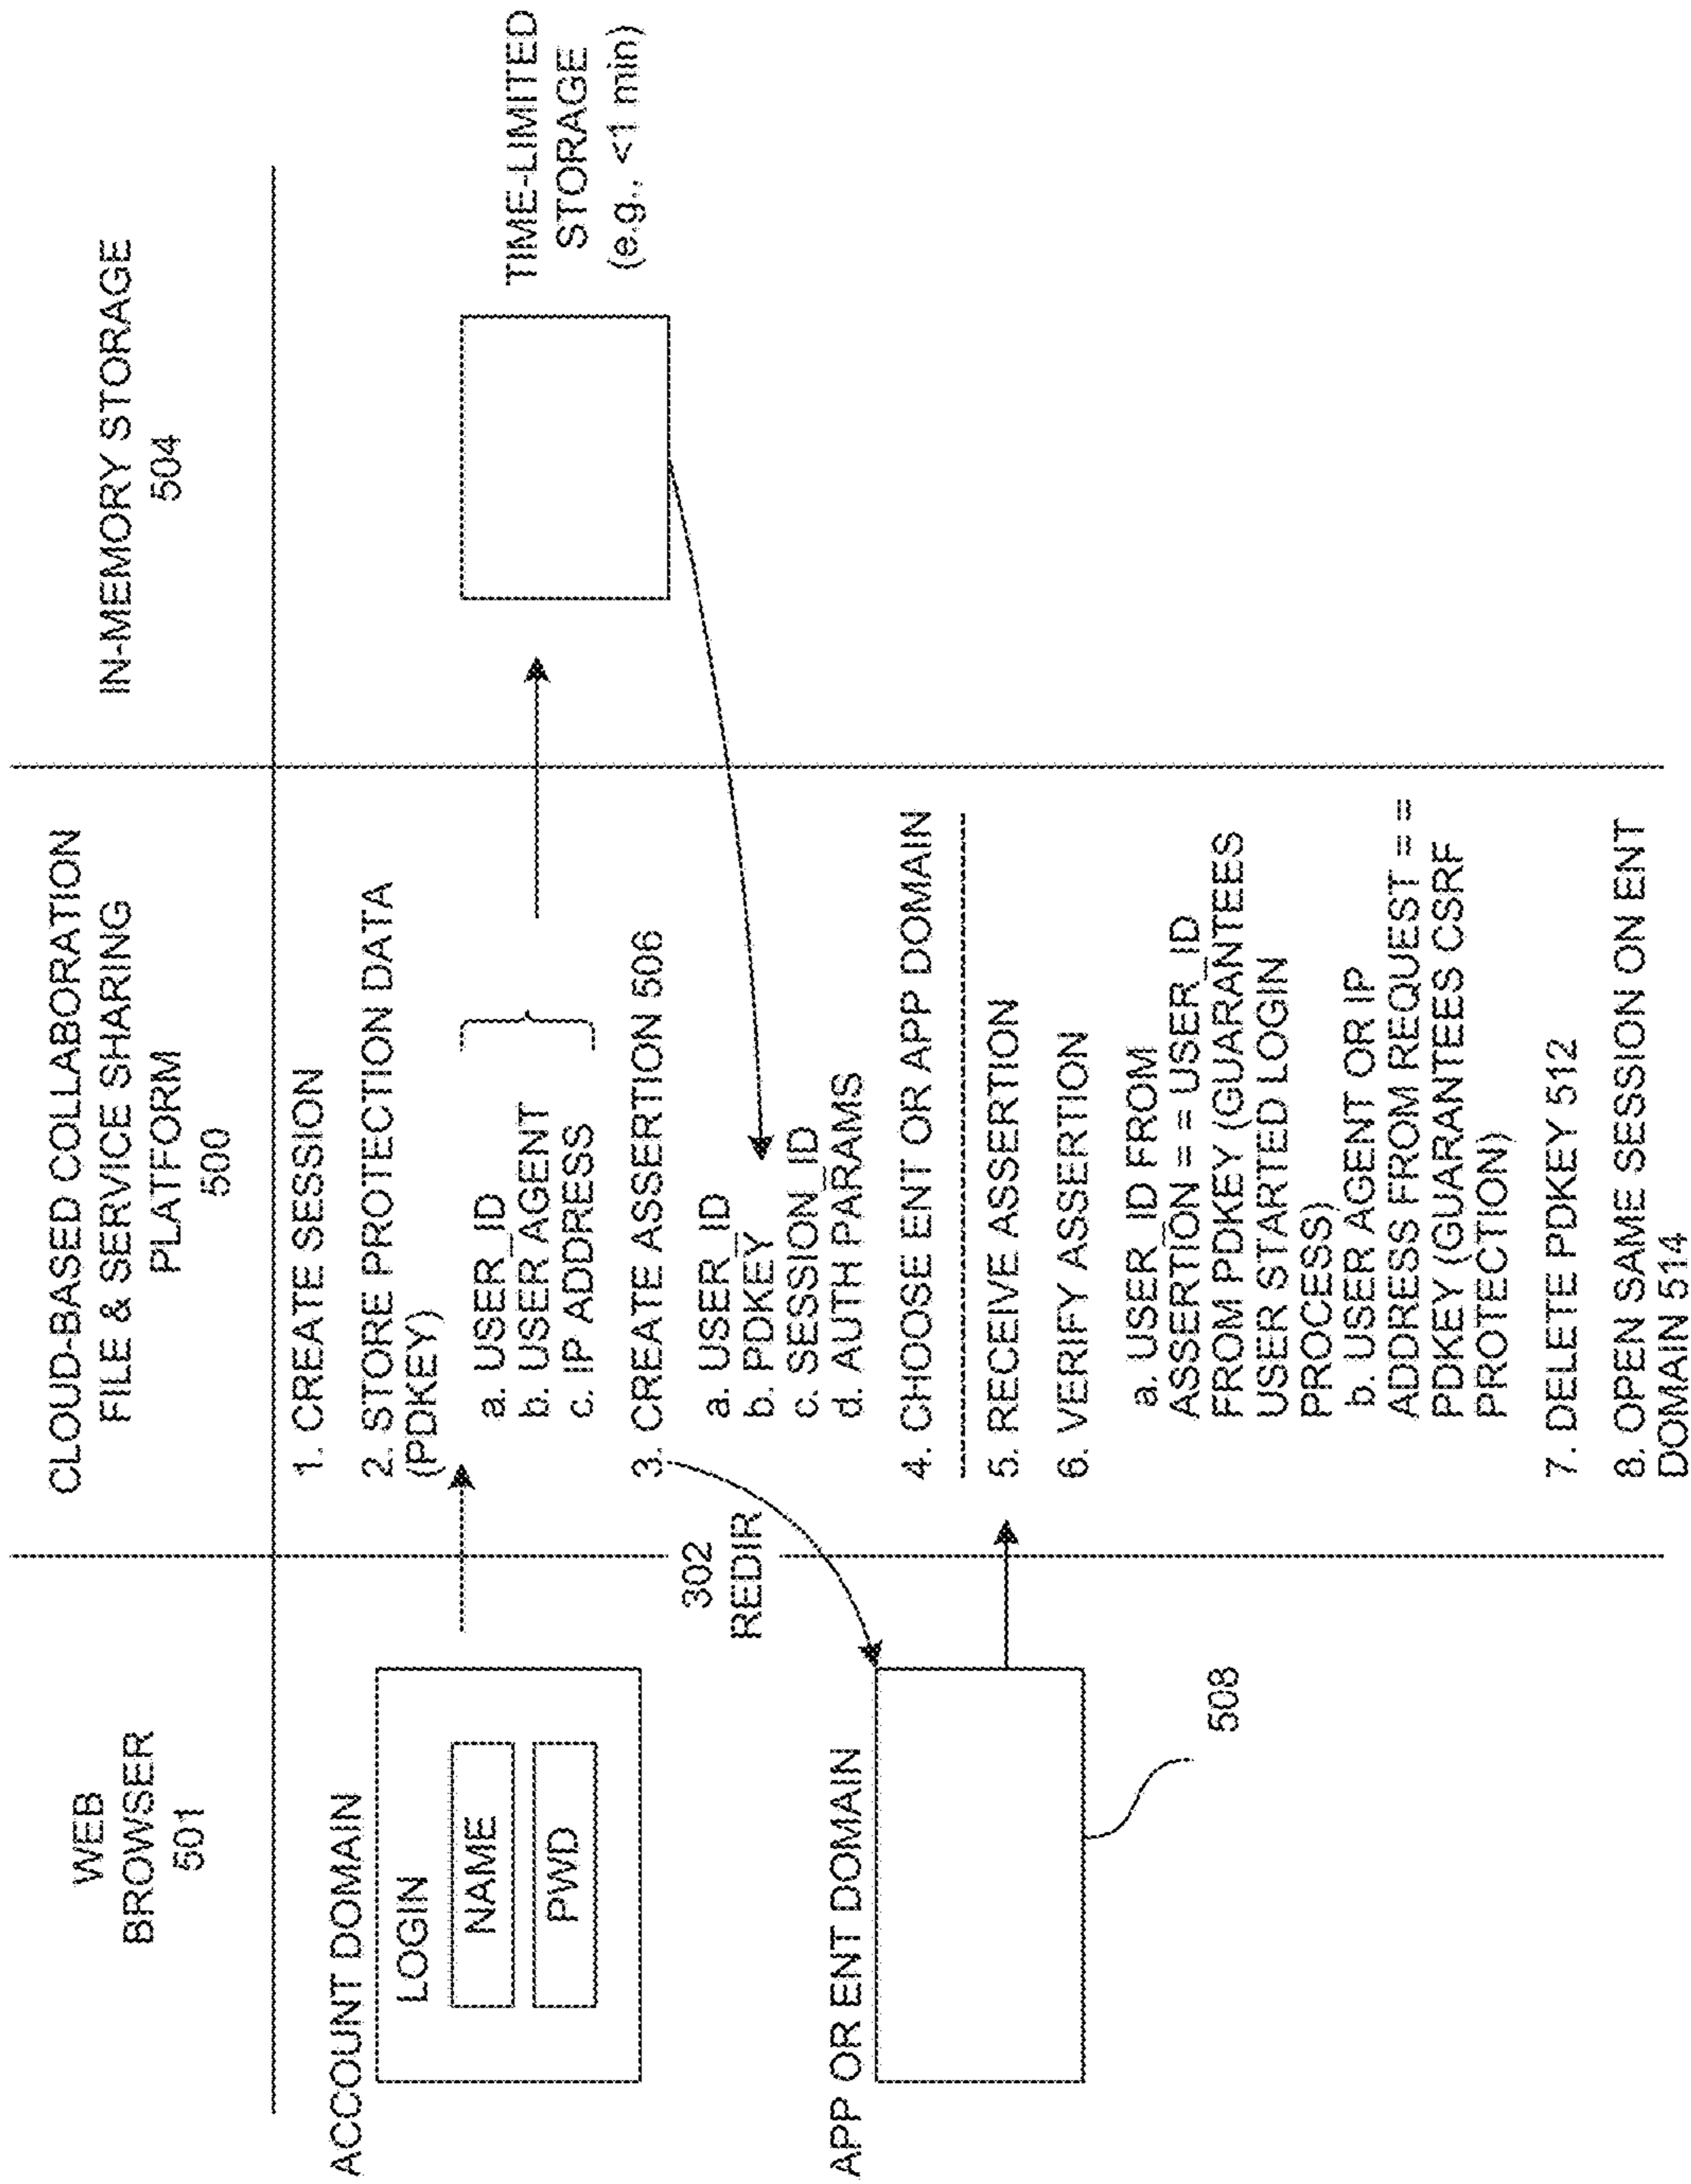 WEB
BROWSER
501
CLOUD-BASED COLLABORATION
FILE & SERVICE SHARING
PLATFORM
500
IN-MEMORY STORAGE
504
ACCOUNT DOMAIN
LOGIN
NAME
PWD
302
REDIR
APP OR ENT DOMAIN
508
1. CREATE SESSION
2. STORE PROTECTION DATA
(PDKEY)
a. USER_ID
b. USER AGENT
c. IP ADDRESS
3. CREATE ASSERTION 506
a. USER_ID
b. PDKEY
c. SESSION_ID
d. AUTH PARAMS
4. CHOOSE ENT OR APP DOMAIN
5. RECEIVE ASSERTION
6. VERIFY ASSERTION
a. USER_ID FROM
ASSERTION = = USER_ID
FROM PDKEY (GUARANTEES
USER STARTED LOGIN
PROCESS)
b. USER AGENT OR IP
ADDRESS FROM REQUEST = =
PDKEY (GUARANTEES CSRF
PROTECTION)
7. DELETE PDKEY 512
8. OPEN SAME SESSION ON ENT
DOMAIN 514
TIME-LIMITED
STORAGE
(e.g., <1 min)